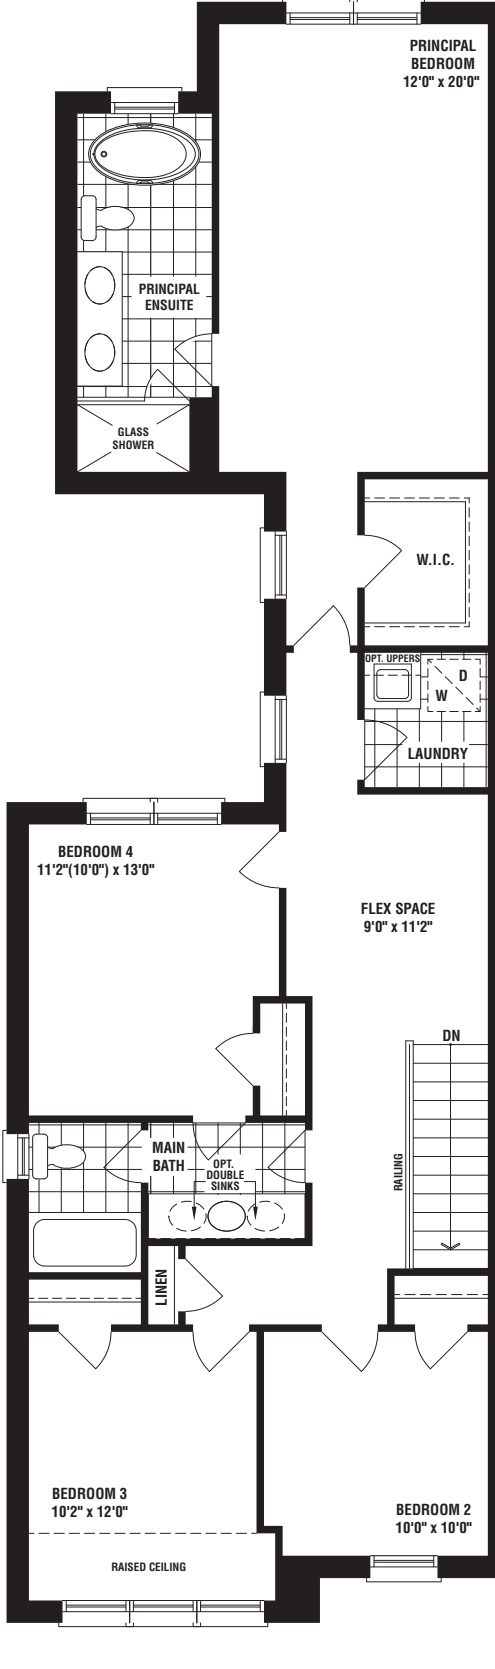 PRINCIPAL
BEDROOM
12'0" x 20'0"
PRINCIPAL
ENSUITE
GLASS
SHOWER
W.I.C.
OPT. UPPERS
D
W
LAUNDRY
BEDROOM 4
11'2"(10'0") x 13'0"
FLEX SPACE
9'0" x 11'2"
DN
RAILING
MAIN
BATH
OPT.
DOUBLE
SINKS
LINEN
BEDROOM 3
10'2" x 12'0"
BEDROOM 2
10'0" x 10'0"
RAISED CEILING